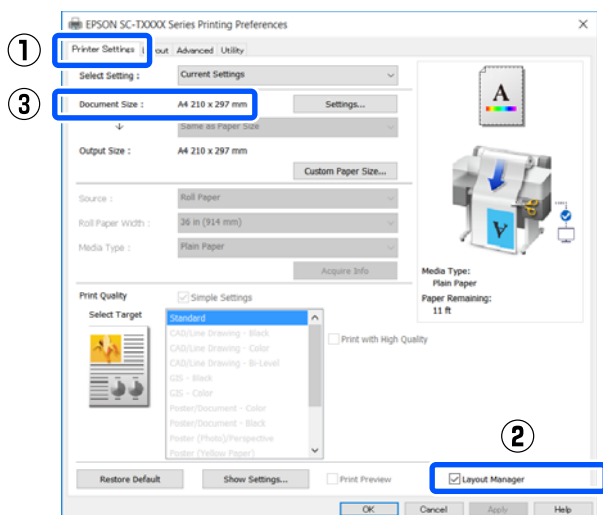 EPSON SC-TXXXX Series Printing Preferences
① Printer Settings out Advanced Utility
Select Setting : Current Settings
③ Document Size : A4 210 x 297 mm Settings...
Same as Paper Size
Output Size : A4 210 x 297 mm
Custom Paper Size...
Source : Roll Paper
Roll Paper Width : 36 in (914 mm)
Media Type : Plain Paper
Acquire Info
A
A
Media Type:
Plain Paper
Paper Remaining:
11 ft
Print Quality Simple Settings
Select Target
Standard
CAD/Line Drawing - Black
CAD/Line Drawing - Color
CAD/Line Drawing - Bi-Level
GIS - Black
GIS - Color
Poster/Document - Color
Poster/Document - Black
Poster (Photo)/Perspective
Poster (Yellow Paper)
Print with High Quality
②
Restore Default Show Settings... Print Preview Layout Manager
OK Cancel Apply Help